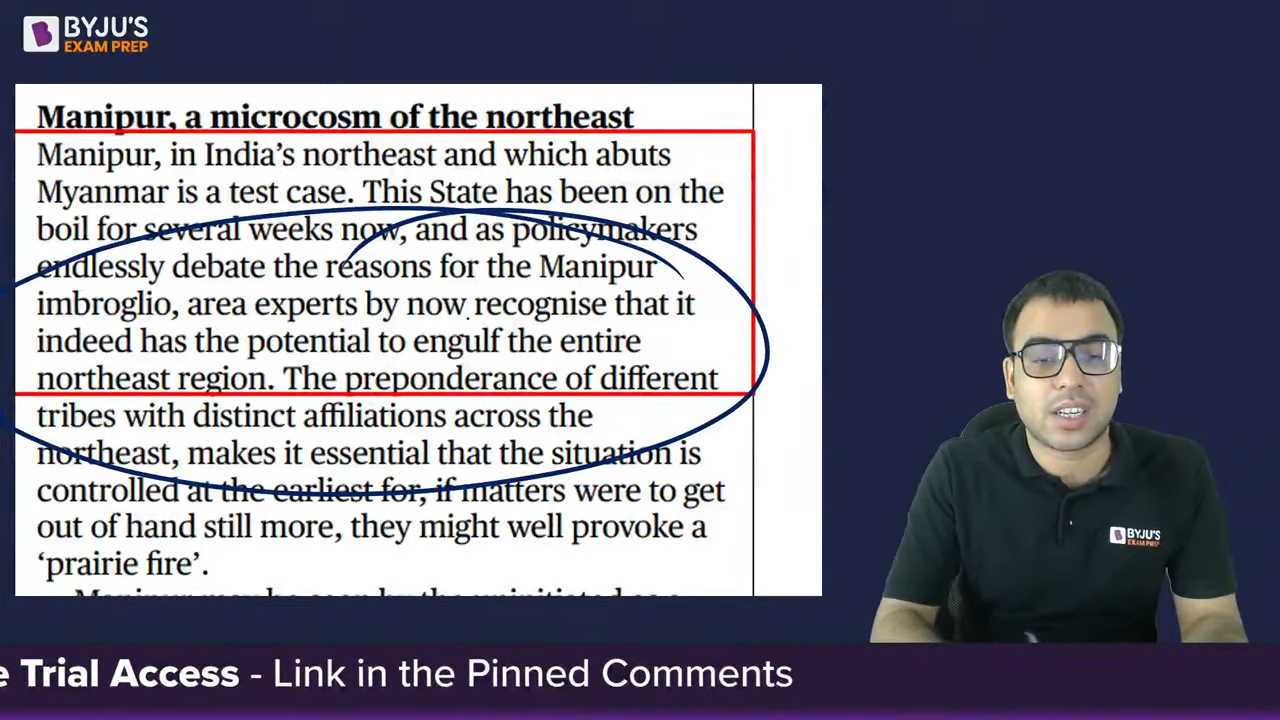 BYJU'S
EXAM PREP
Manipur, a microcosm of the northeast
Manipur, in India's northeast and which abuts
Myanmar is a test case. This State has been on the
boil for several weeks now, and as policymakers
endlessly debate the reasons for the Manipur
imbroglio, area experts by now recognise that it
indeed has the potential to engulf the entire
northeast region. The preponderance of different
tribes with distinct affiliations across the
northeast, makes it essential that the situation is
controlled at the earliest for, if matters were to get
out of hand still more, they might well provoke a
‘prairie fire’.
BYJU'S
EXAM PREP
e Trial Access - Link in the Pinned Comments